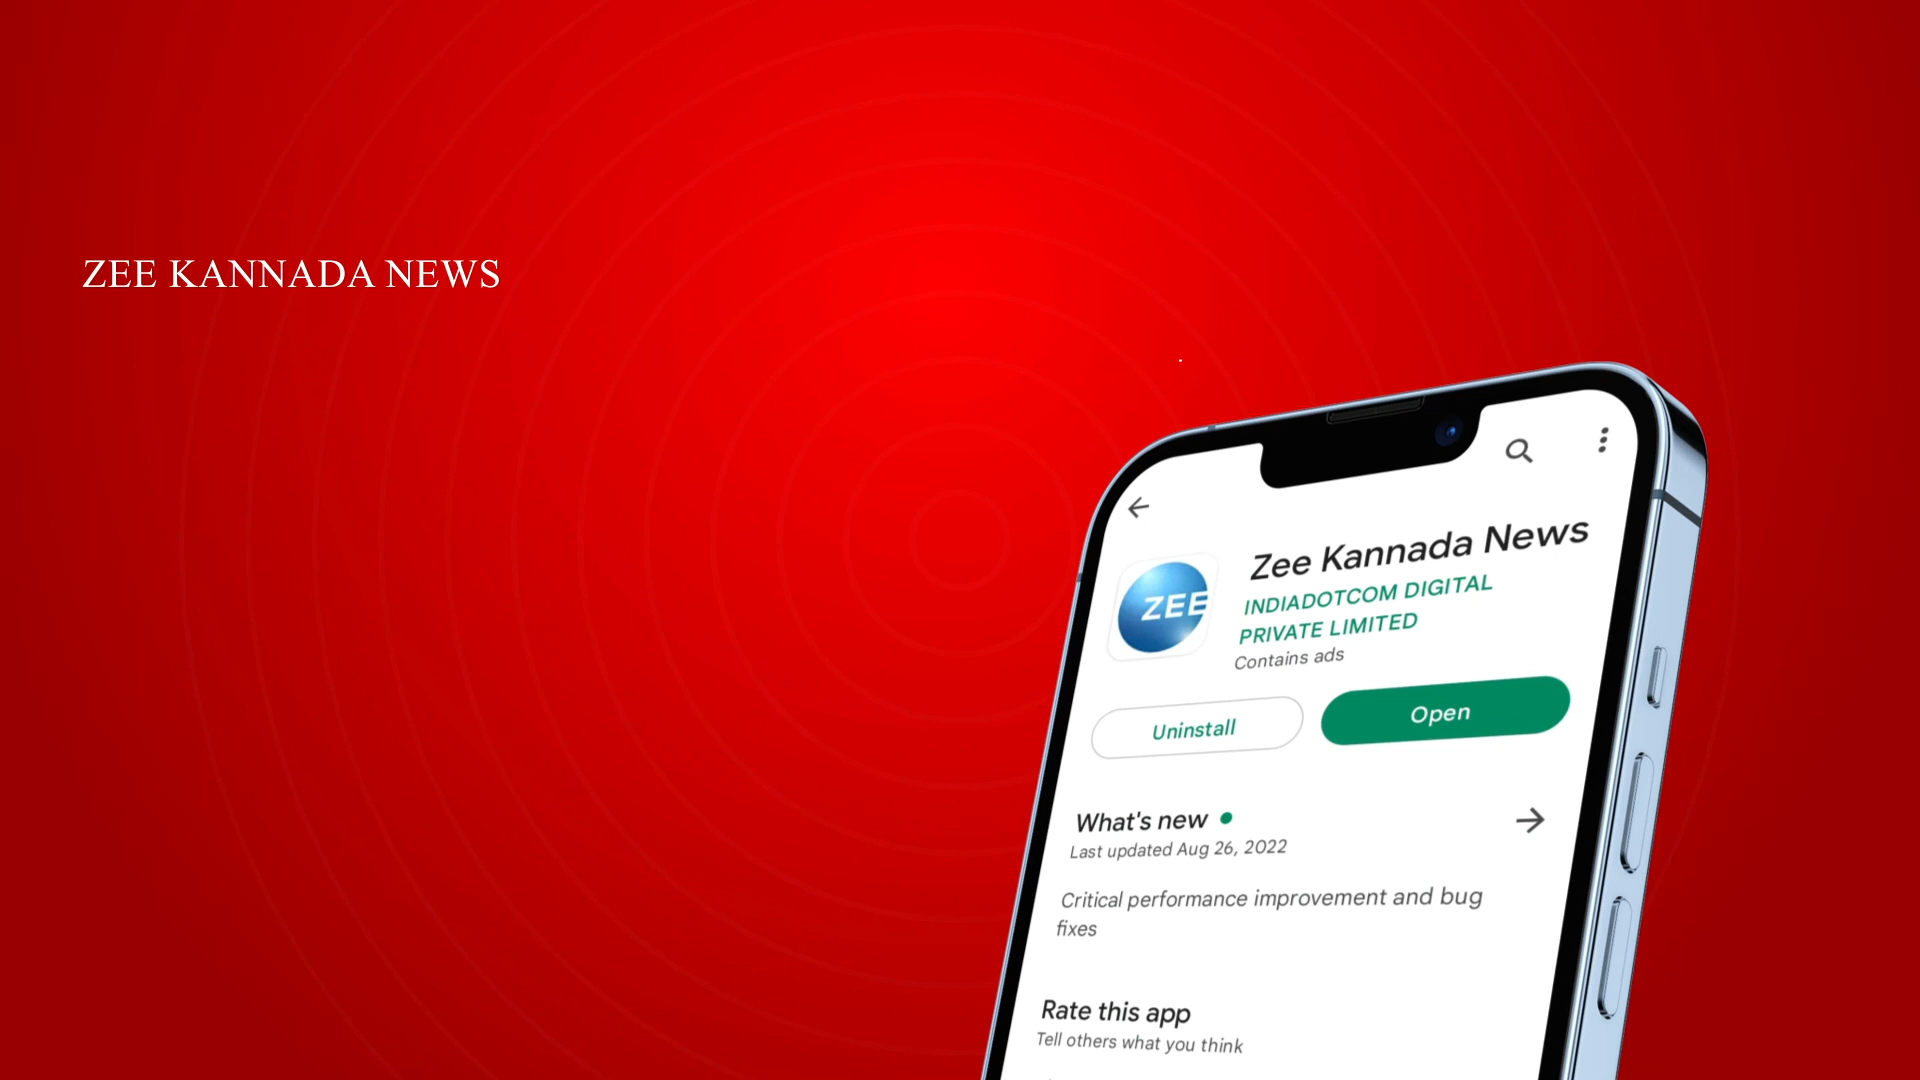 ZEE KANNADA NEWS
Zee Kannada News
INDIADOTCOM DIGITAL
PRIVATE LIMITED
Contains ads
ZEE
Uninstall
Open
What's new
Last updated Aug 26, 2022
Critical performance improvement and bug
fixes
Rate this app
Tell others what you think